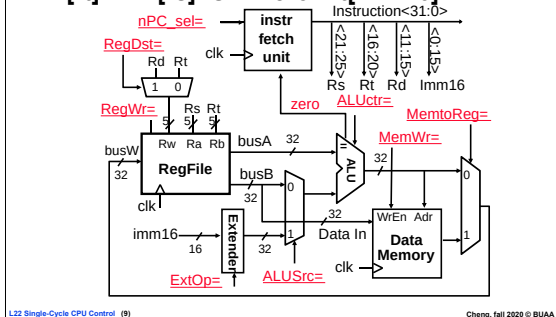 nPC_sel=
instr
fetch
unit
clk
Instruction<31:0>
<21:25>
<16:20>
<11:15>
<0:15>
Rs
Rt
Rd
Imm16
RegDst=
Rd
Rt
1
0
zero
ALUctr=
RegWr=
5
5
5
Rs
Rt
MemtoReg=
MemWr=
Rw
Ra
Rb
RegFile
busW
32
busA
32
busB
32
clk
=
ALU
32
0
1
0
1
imm16
16
Extender
32
32
Data In
WrEn
Adr
Data
Memory
clk
ExtOp=
ALUSrc=
L22 Single-Cycle CPU Control (9)
Cheng, fall 2020 © BUAA